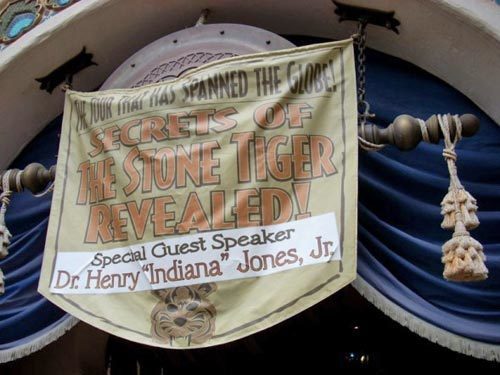 THE TOUR THAT HAS SPANNED THE GLOBE!
SECRETS OF
THE STONE TIGER
REVEALED!
Special Guest Speaker
Dr. Henry "Indiana" Jones, Jr.